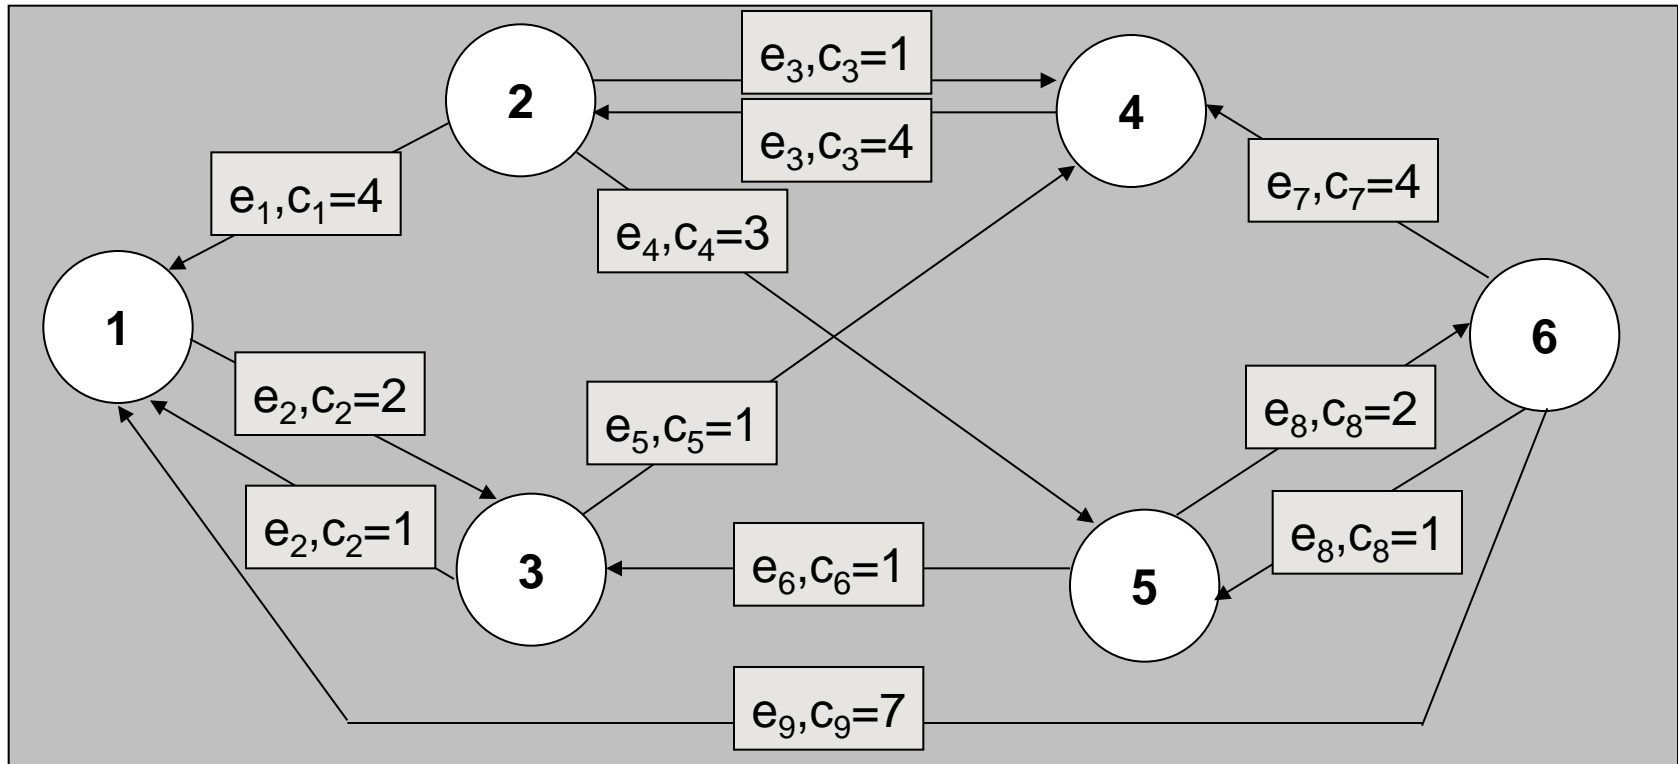 e₃,c₃=1
2
4
e₃,c₃=4
e₇,c₇=4
e₁,c₁=4
e₄,c₄=3
1
6
e₂,c₂=2
e₅,c₅=1
e₈,c₈=2
e₂,c₂=1
3
e₆,c₆=1
5
e₈,c₈=1
e₉,c₉=7